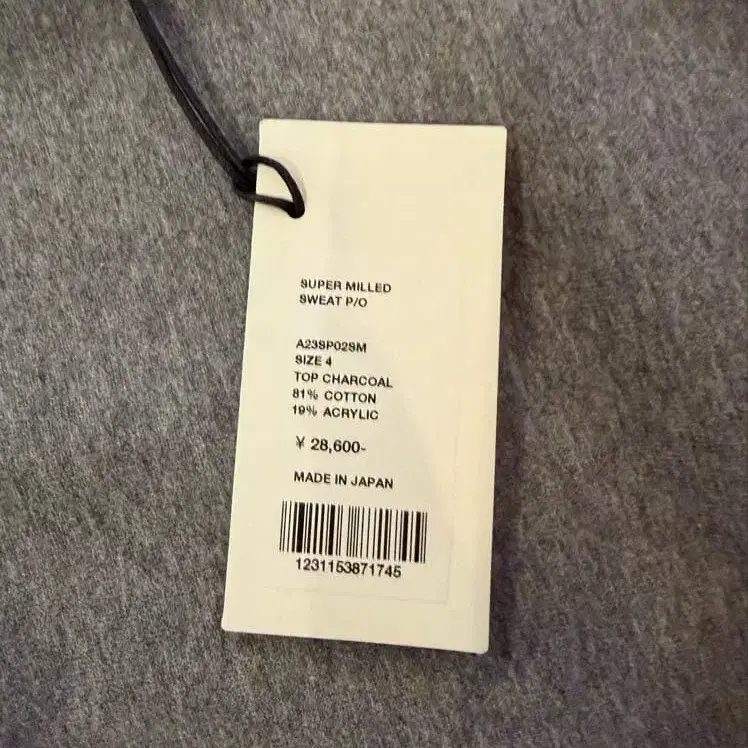 SUPER MILLED
SWEAT P/O
A23SP02SM
SIZE 4
TOP CHARCOAL
81% COTTON
19% ACRYLIC
¥ 28,600-
MADE IN JAPAN
1231153871745